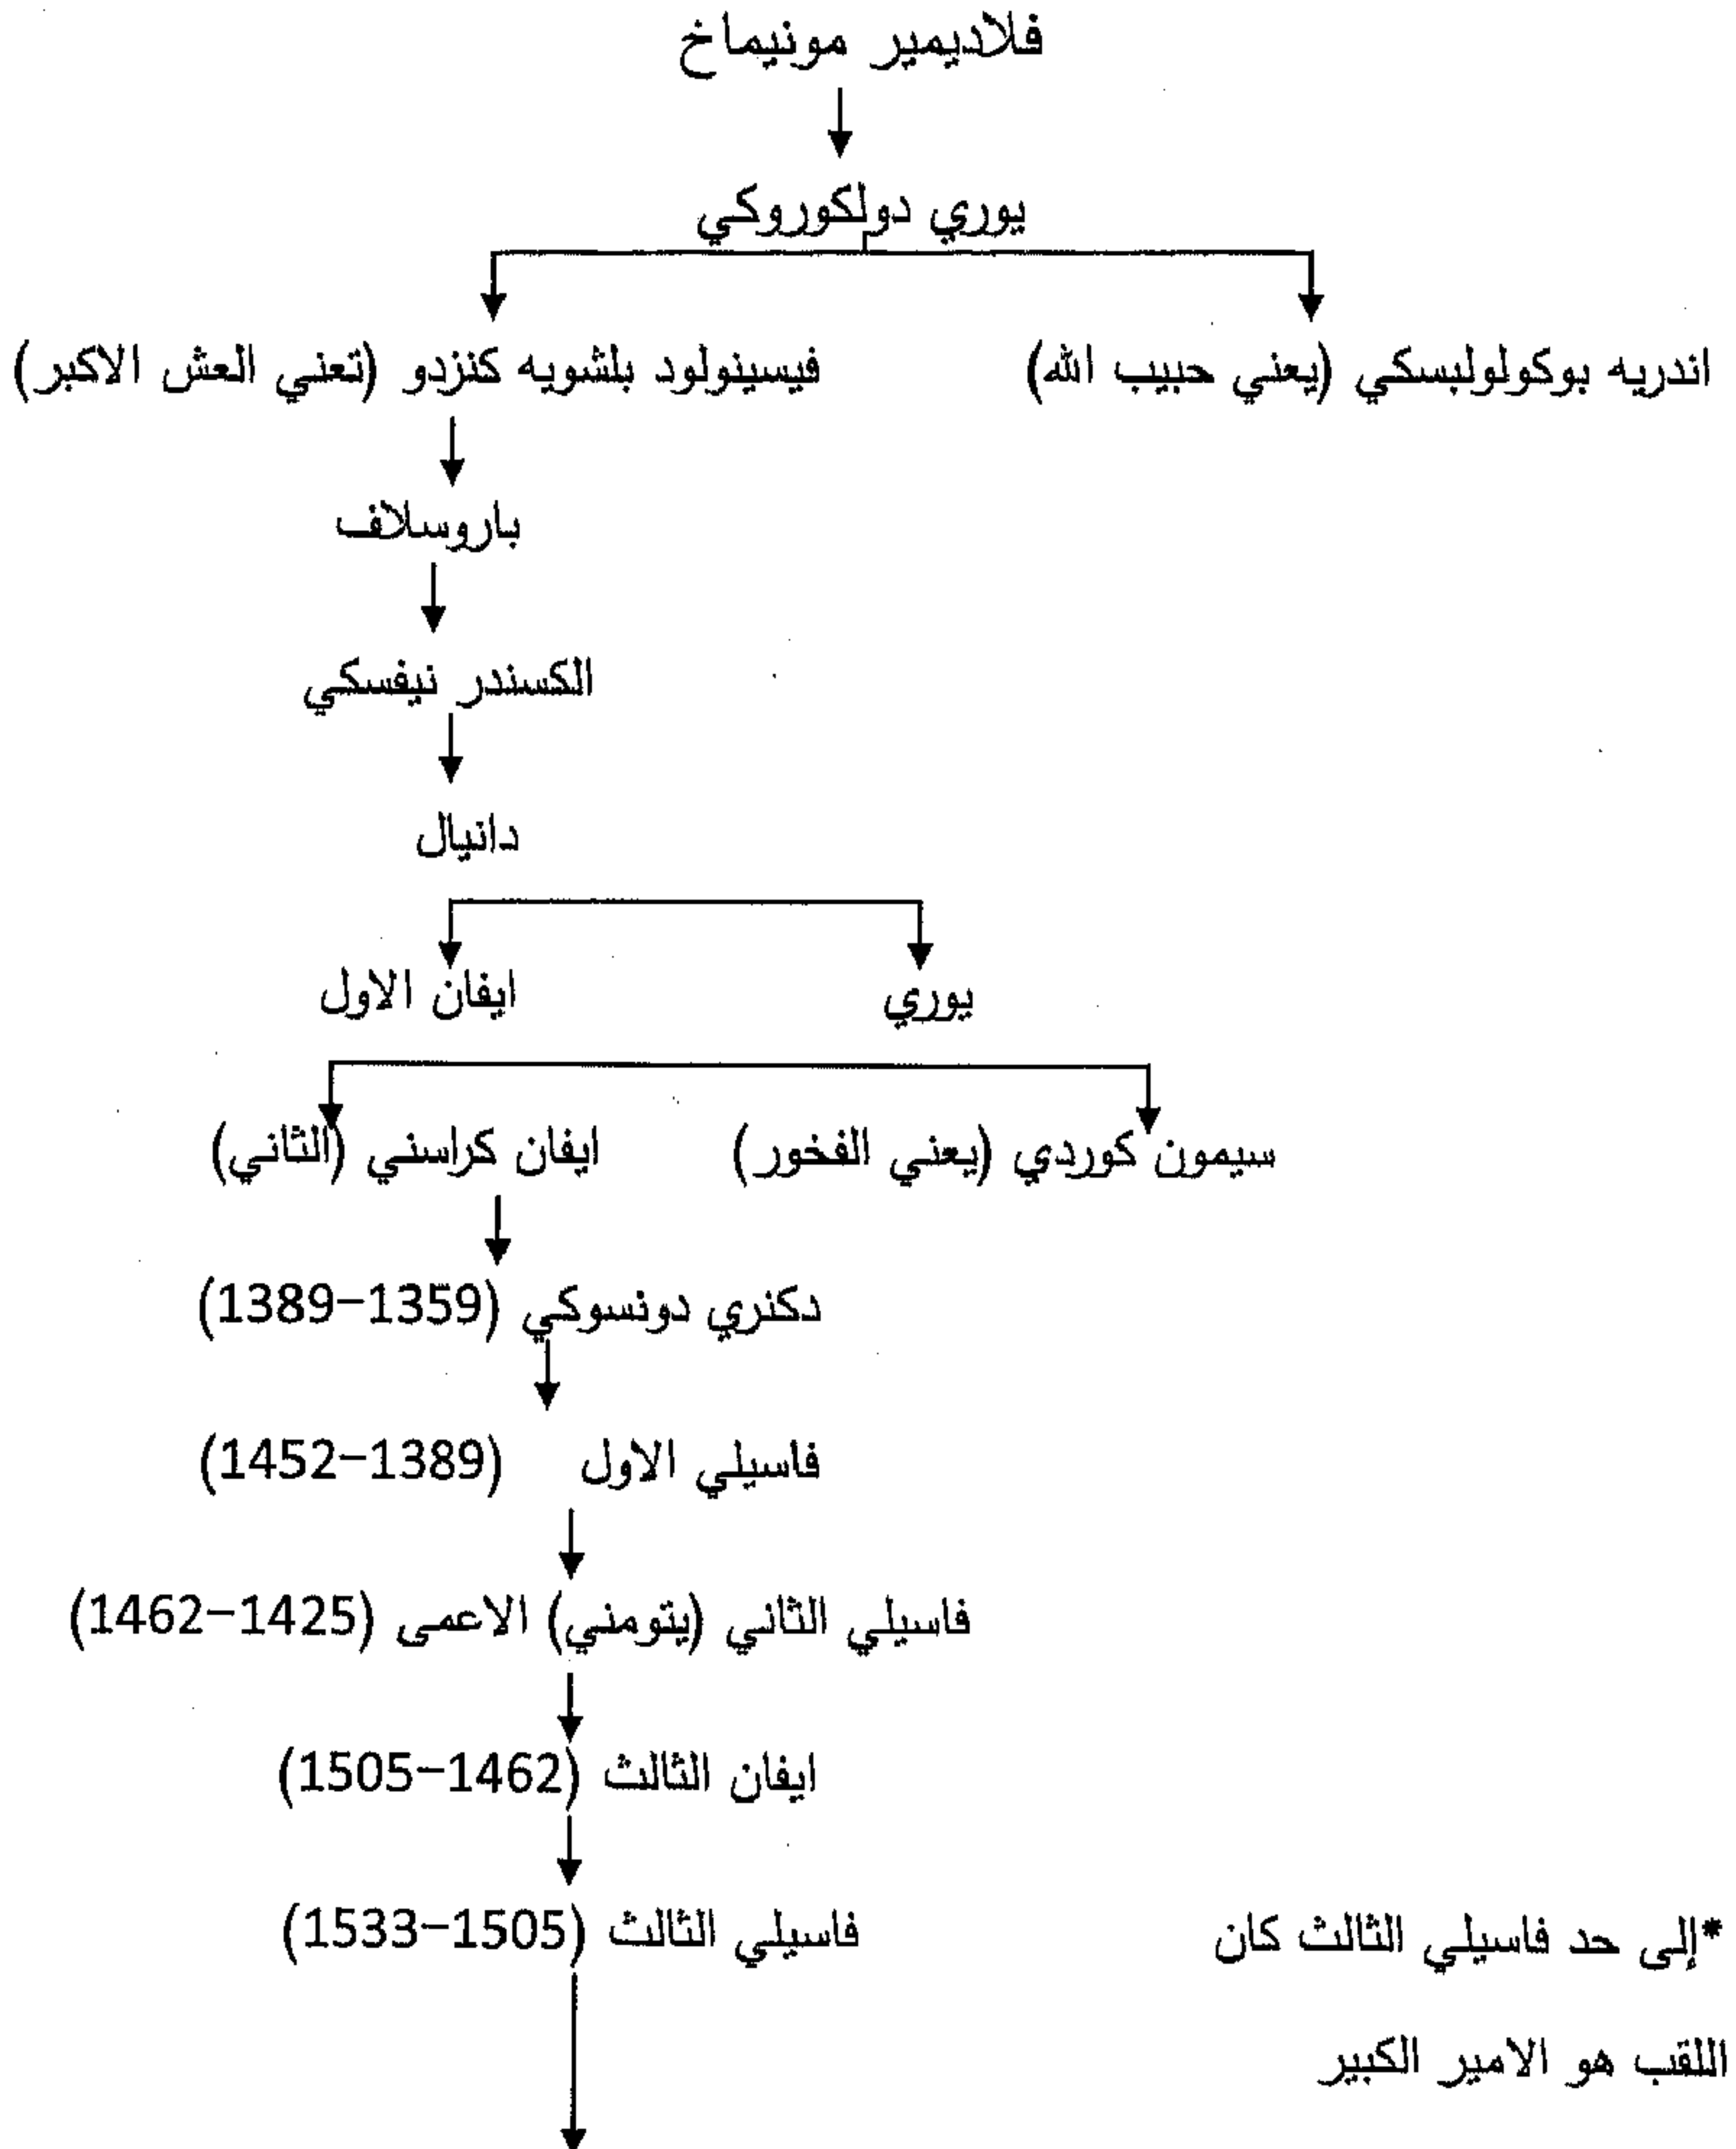 فلاديمير مونيماخ
يوري دولكوروكي
اندريه بوكولولبسكي (يعني حبيب الله) فيسينولود بلشويه كنزدو (تعني العش الاكبر)
ياروسلاف
الكسندر نيفسكي
دانيال
يوري ايفان الاول
سيمون كوردي (يعني الفخور) ايفان كراسني (الثاني)
دكنري دونسوكي (1359–1389)
فاسيلي الاول (1389–1452)
فاسيلي الثاني (يتومني) الاعمى (1425–1462)
ايفان الثالث (1462–1505)
فاسيلي الثالث (1505–1533)
*إلى حد فاسيلي الثالث كان
اللقب هو الامير الكبير